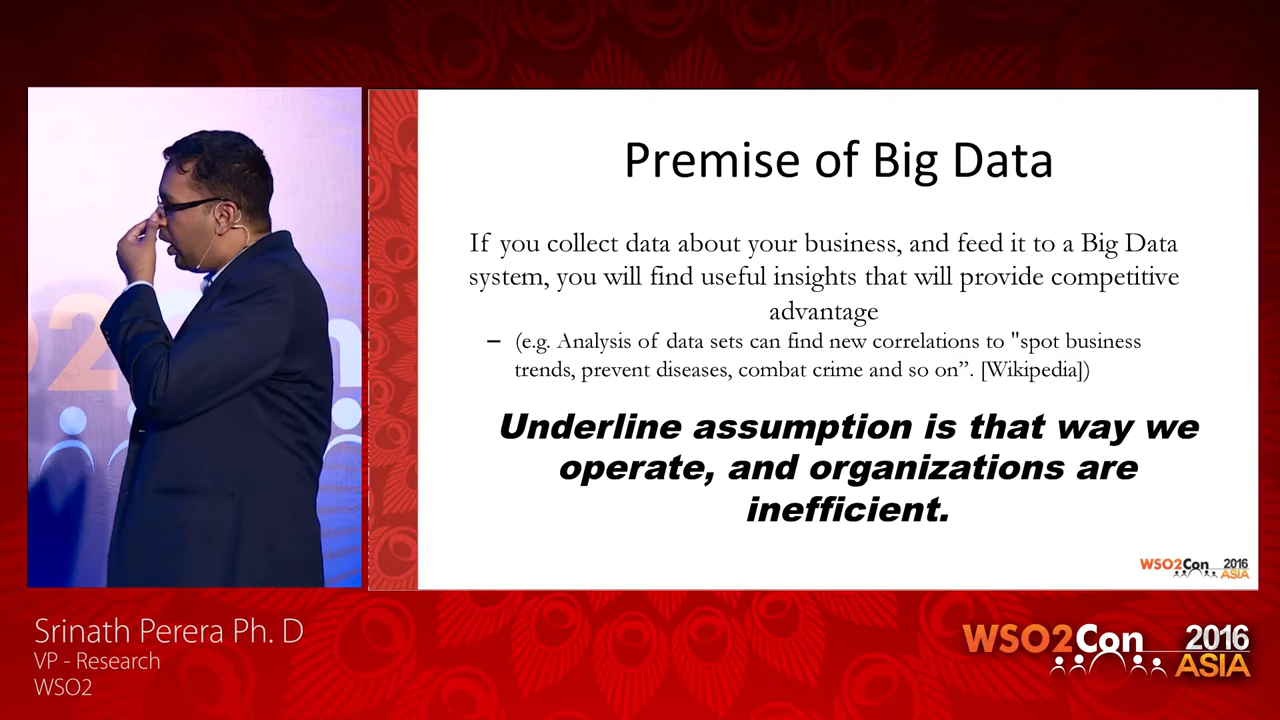 Premise of Big Data
If you collect data about your business, and feed it to a Big Data
system, you will find useful insights that will provide competitive
advantage
– (e.g. Analysis of data sets can find new correlations to "spot business
trends, prevent diseases, combat crime and so on”. [Wikipedia])
Underline assumption is that way we
operate, and organizations are
inefficient.
WSO2Con 2016
ASIA
Srinath Perera Ph. D
VP - Research
WSO2
WSO2Con 2016
ASIA